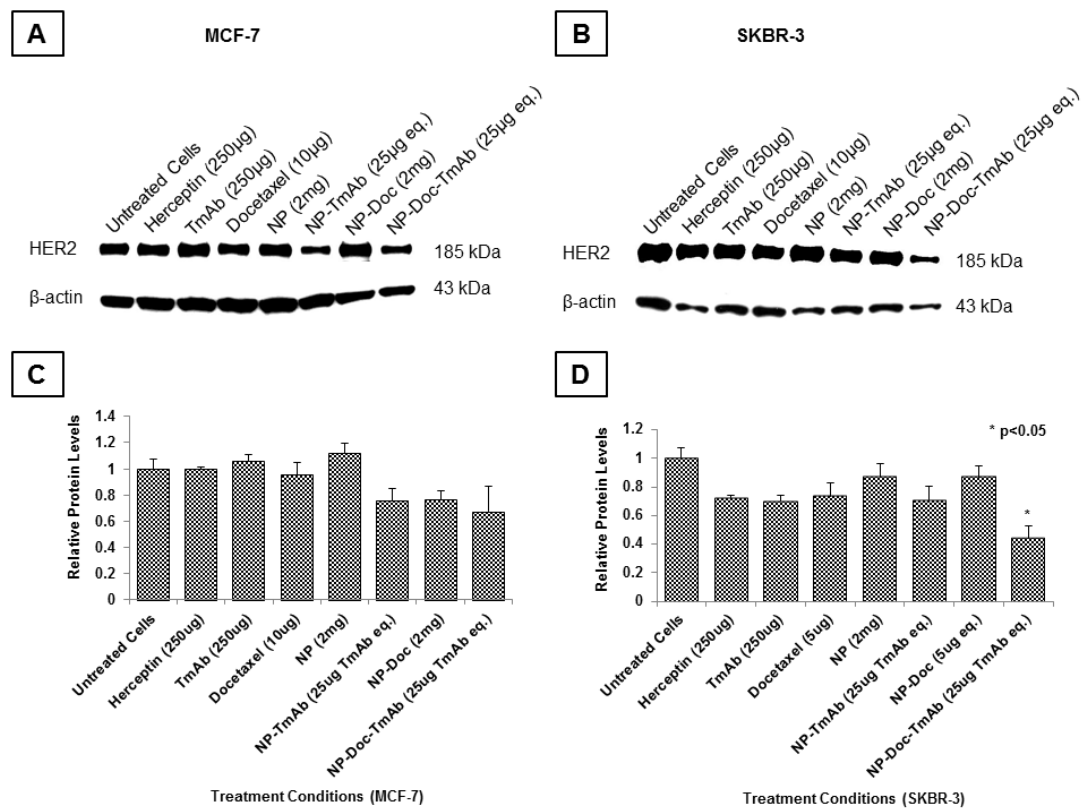 A
MCF-7
Untreated Cells
Herceptin (250µg)
TmAb (250µg)
Docetaxel (10µg)
NP (2mg)
NP-TmAb (25µg eq.)
NP-Doc (2mg)
NP-Doc-TmAb (25µg eq.)
HER2
185 kDa
β-actin
43 kDa
B
SKBR-3
Untreated Cells
Herceptin (250µg)
TmAb (250µg)
Docetaxel (10µg)
NP (2mg)
NP-TmAb (25µg eq.)
NP-Doc (2mg)
NP-Doc-TmAb (25µg eq.)
HER2
185 kDa
β-actin
43 kDa
C
Relative Protein Levels
1.4
1.2
1
0.8
0.6
0.4
0.2
0
Untreated Cells
Herceptin (250ug)
TmAb (250ug)
Docetaxel (10ug)
NP (2mg)
NP-TmAb (25ug TmAb eq.)
NP-Doc (2mg)
NP-Doc-TmAb (25ug TmAb eq.)
Treatment Conditions (MCF-7)
D
Relative Protein Levels
1.2
1
0.8
0.6
0.4
0.2
0
* p<0.05
*
Untreated Cells
Herceptin (250ug)
TmAb (250ug)
Docetaxel (5ug)
NP (2mg)
NP-TmAb (25ug TmAb eq.)
NP-Doc (5ug eq.)
NP-Doc-TmAb (25ug TmAb eq.)
Treatment Conditions (SKBR-3)